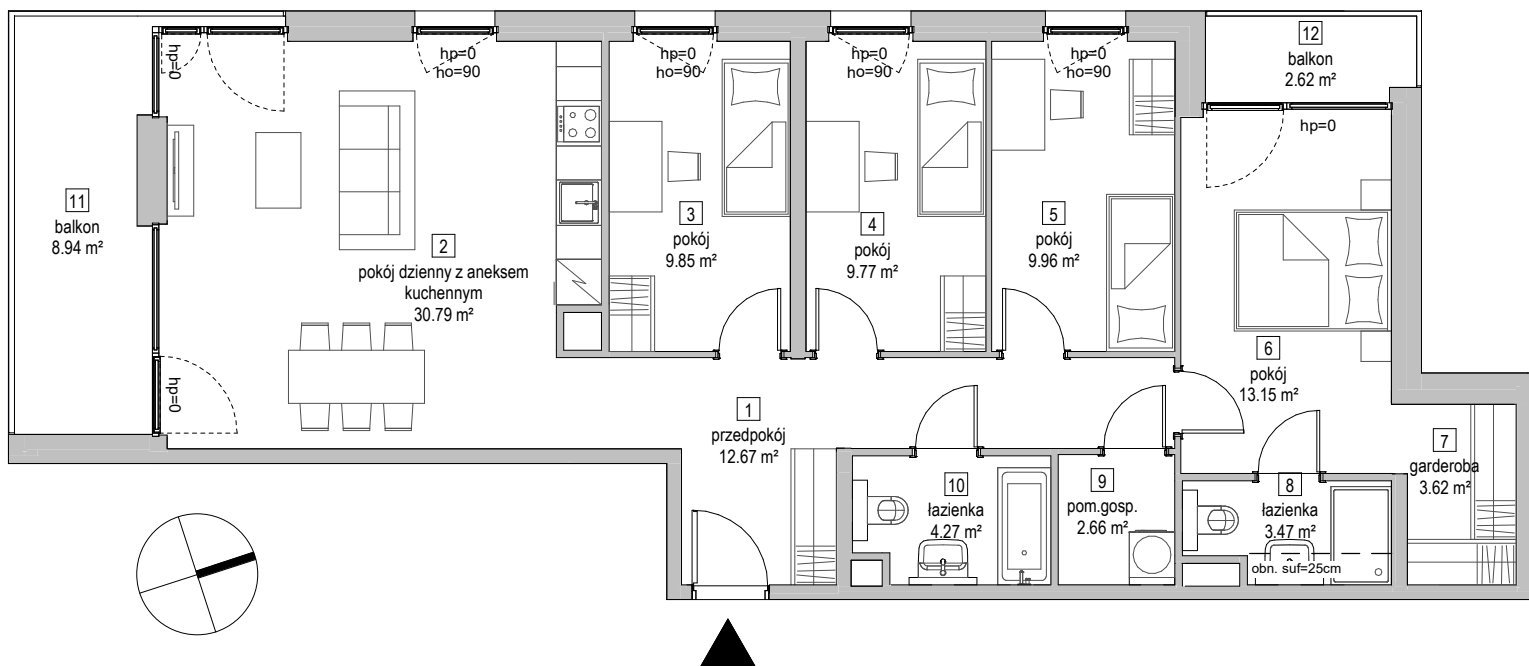 hp=0
hp=0
ho=90
hp=0
ho=90
hp=0
ho=90
hp=0
ho=90
12
balkon
2.62 m²
hp=0
11
balkon
8.94 m²
2
pokój dzienny z aneksem
kuchennym
30.79 m²
3
pokój
9.85 m²
4
pokój
9.77 m²
5
pokój
9.96 m²
6
pokój
13.15 m²
hp=0
1
przedpokój
12.67 m²
7
garderoba
3.62 m²
10
łazienka
4.27 m²
9
pom.gosp.
2.66 m²
8
łazienka
3.47 m²
obn. suf=25cm